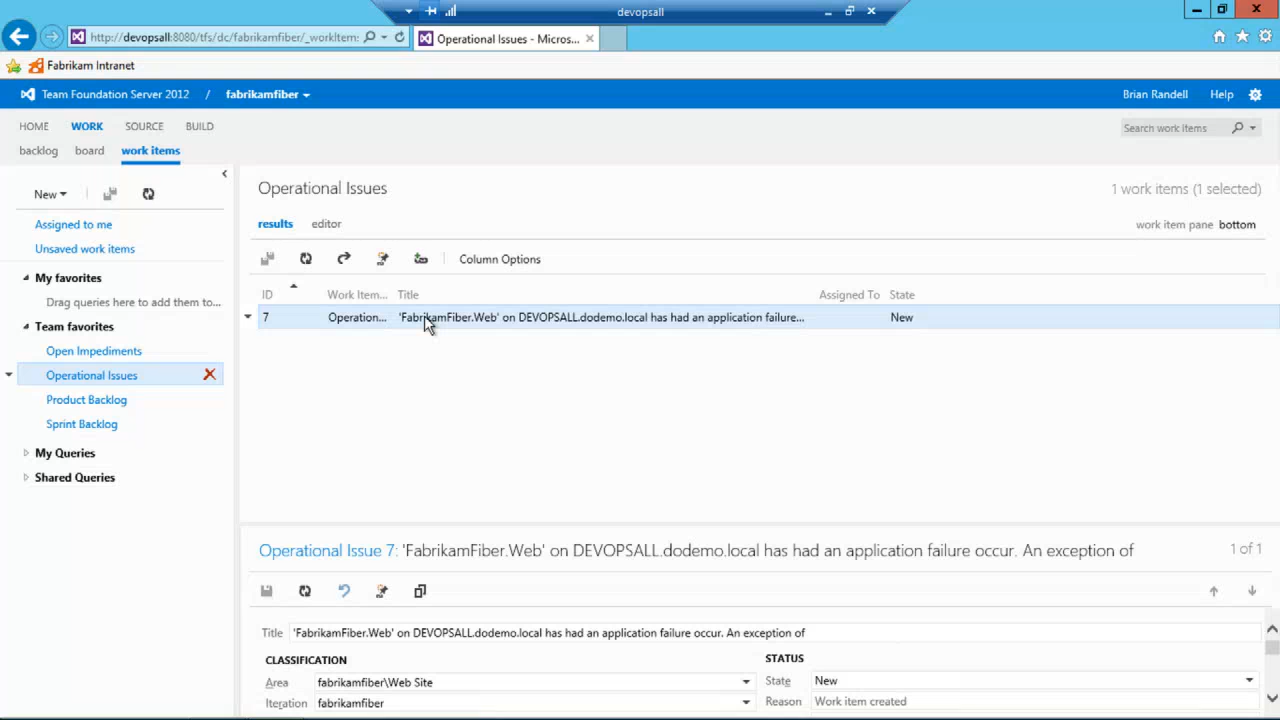 devopsall
http://devopsall:8080/tfs/dc/fabrikamfiber/_workItem:
Operational Issues - Micros...
Fabrikam Intranet
Team Foundation Server 2012 / fabrikamfiber
Brian Randell Help
HOME WORK SOURCE BUILD
Search work items
backlog board work items
New
Operational Issues
1 work items (1 selected)
Assigned to me
results editor
work item pane bottom
Unsaved work items
Column Options
My favorites
Drag queries here to add them to...
ID Work Item... Title Assigned To State
7 Operation... 'FabrikamFiber.Web' on DEVOPSALL.dodemo.local has had an application failure... New
Team favorites
Open Impediments
Operational Issues
Product Backlog
Sprint Backlog
My Queries
Shared Queries
Operational Issue 7: 'FabrikamFiber.Web' on DEVOPSALL.dodemo.local has had an application failure occur. An exception of
1 of 1
Title 'FabrikamFiber.Web' on DEVOPSALL.dodemo.local has had an application failure occur. An exception of
CLASSIFICATION
STATUS
Area fabrikamfiber\Web Site
State New
Iteration fabrikamfiber
Reason Work item created